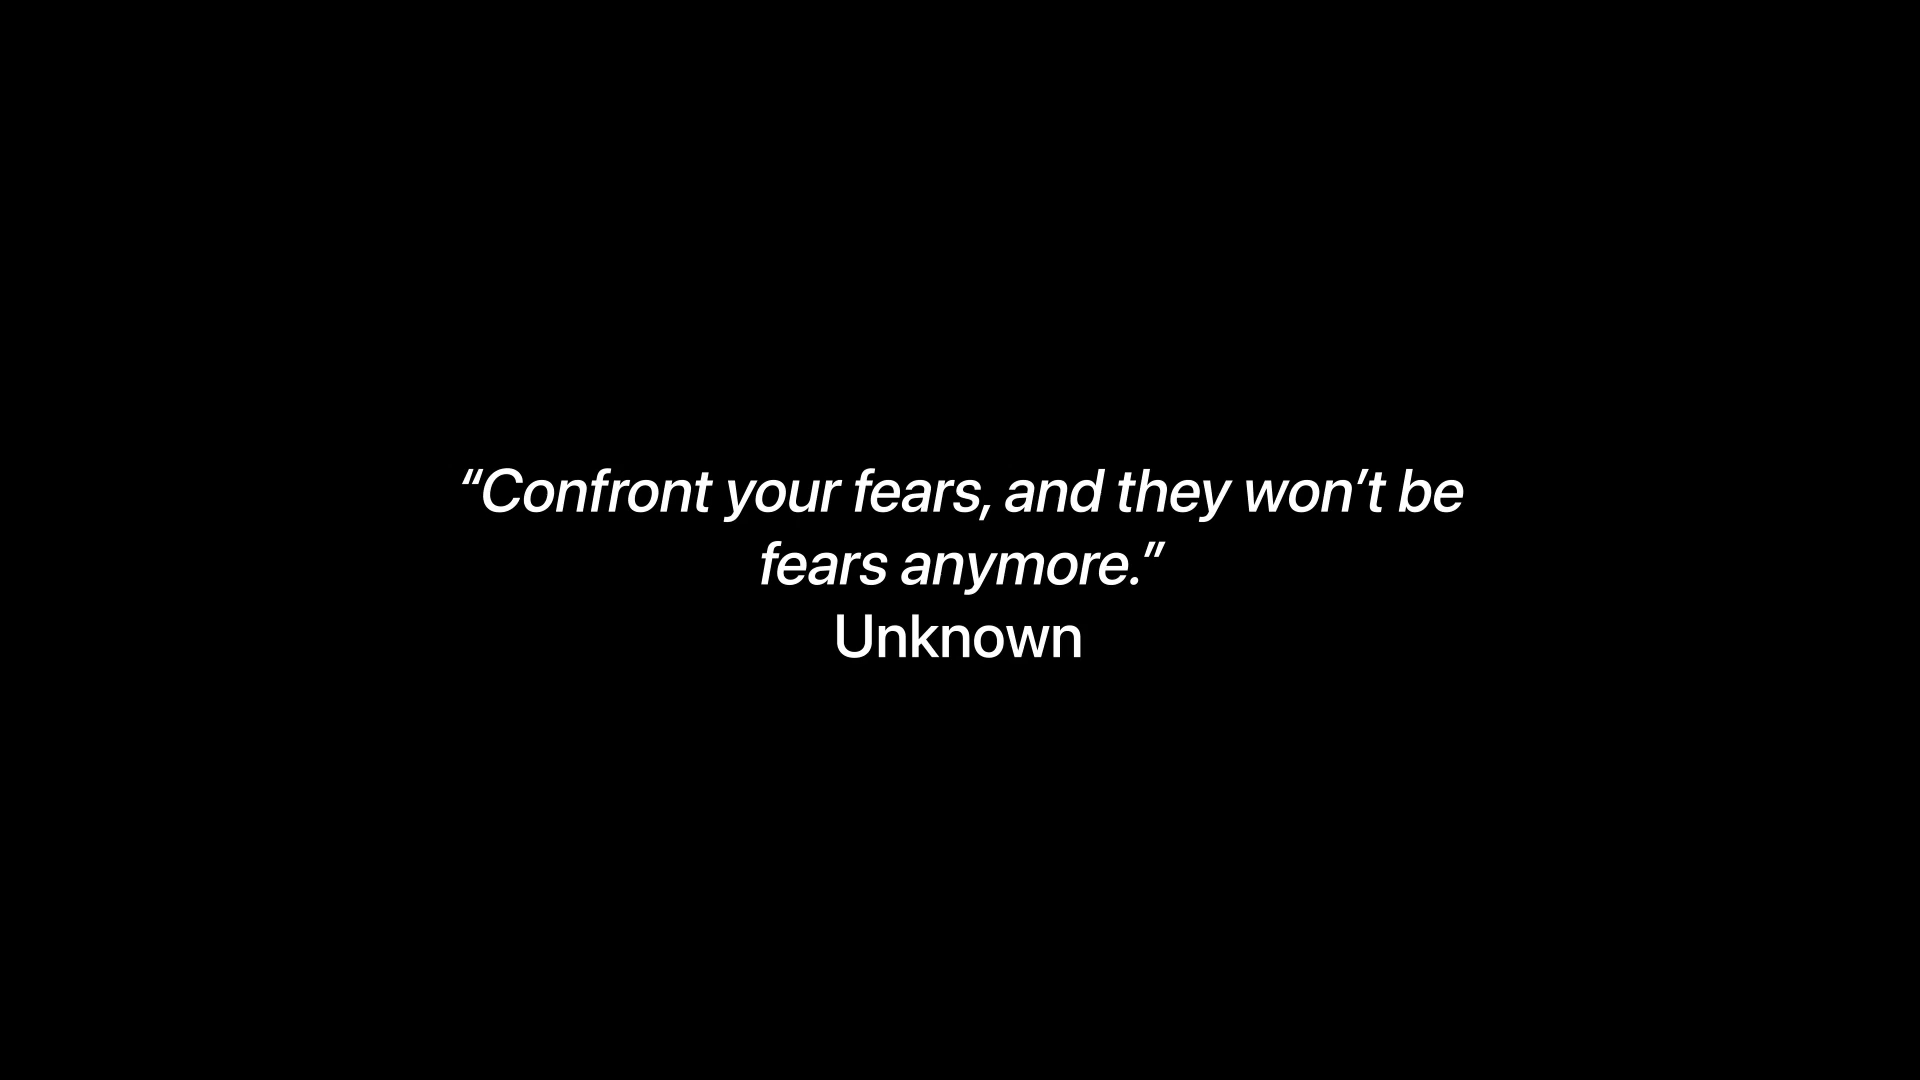 “Confront your fears, and they won’t be
fears anymore.”
Unknown